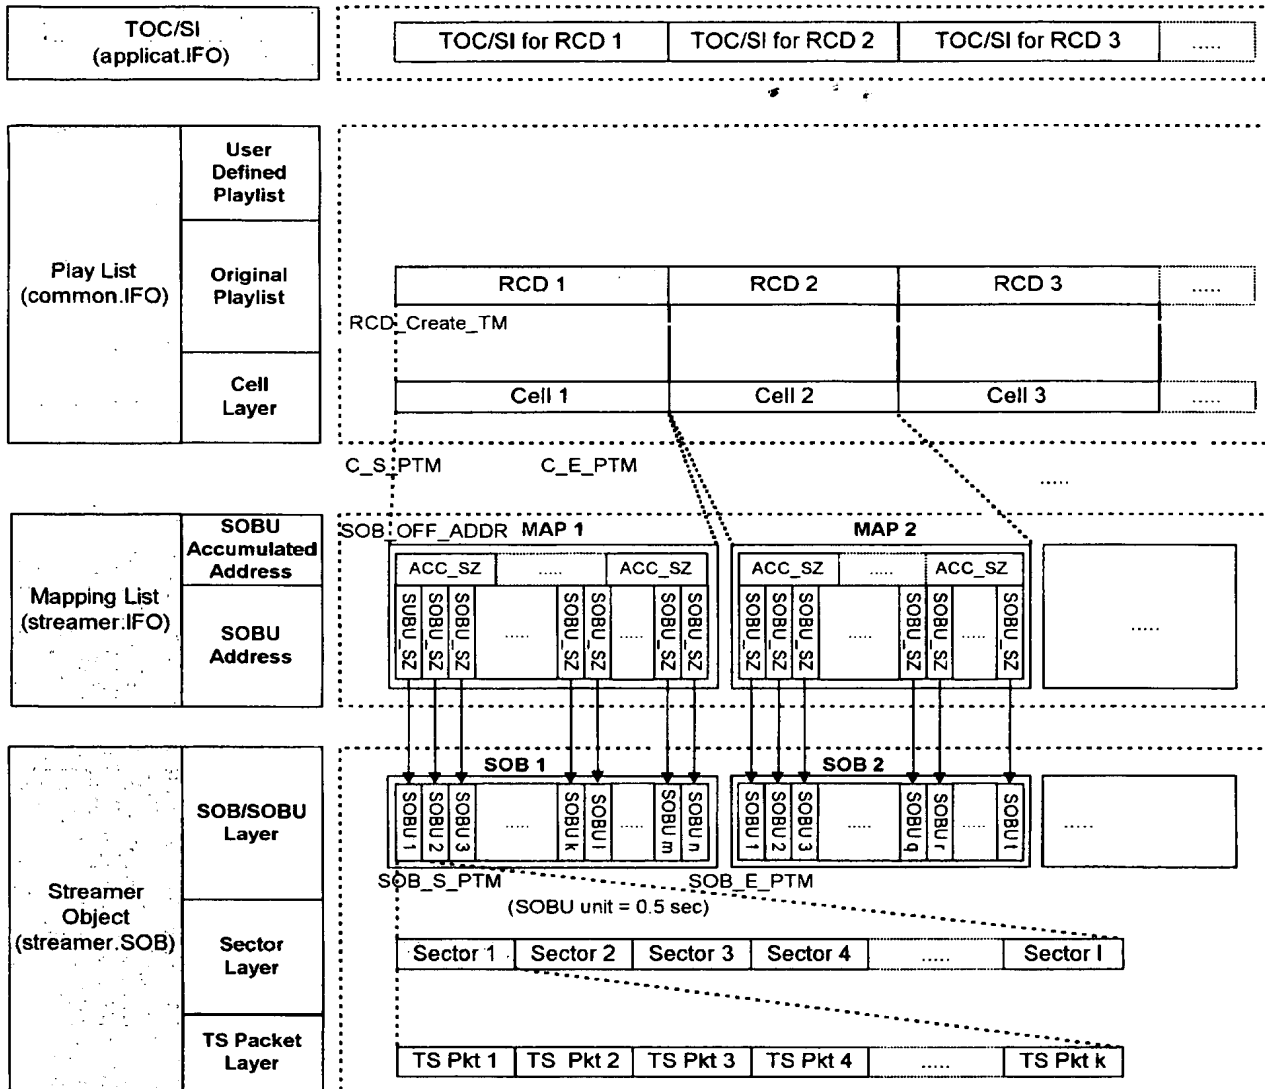 TOC/SI
(applicat.IFO)
TOC/SI for RCD 1 TOC/SI for RCD 2 TOC/SI for RCD 3 .....
Play List
(common.IFO)
User
Defined
Playlist
Original
Playlist
Cell
Layer
RCD 1 RCD 2 RCD 3 .....
RCD_Create_TM
Cell 1 Cell 2 Cell 3 .....
C_S_PTM C_E_PTM .....
Mapping List
(streamer.IFO)
SOBU
Accumulated
Address
SOBU
Address
SOB_OFF_ADDR MAP 1 MAP 2
ACC_SZ ..... ACC_SZ ACC_SZ ..... ACC_SZ
SUBU_SZ SOBU_SZ SOBU_SZ ..... SOBU_SZ SOBU_SZ ..... SOBU_SZ SOBU_SZ
SOBU_SZ SOBU_SZ SOBU_SZ ..... SOBU_SZ SOBU_SZ ..... SOBU_SZ
.....
Streamer
Object
(streamer.SOB)
SOB/SOBU
Layer
Sector
Layer
TS Packet
Layer
SOB 1 SOB 2
SOBU 1 SOBU 2 SOBU 3 ..... SOBU k SOBU l ..... SOBU m SOBU n
SOBU 1 SOBU 2 SOBU 3 ..... SOBU q SOBU r ..... SOBU t
.....
SOB_S_PTM SOB_E_PTM
(SOBU unit = 0.5 sec)
Sector 1 Sector 2 Sector 3 Sector 4 ..... Sector l
TS Pkt 1 TS Pkt 2 TS Pkt 3 TS Pkt 4 ..... TS Pkt k